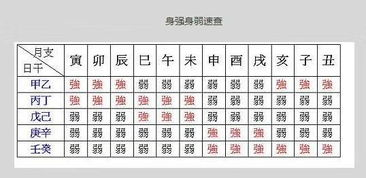 身强身弱速查
月支 寅 卯 辰 巳 午 未 申 酉 戌 亥 子 丑
日干
甲乙 強 強 強 弱 弱 弱 弱 弱 弱 強 強 強
丙丁 強 強 強 強 強 強 弱 弱 弱 弱 弱 弱
戊己 弱 弱 弱 強 強 強 弱 弱 弱 弱 弱 弱
庚辛 弱 弱 弱 弱 弱 弱 強 強 強 弱 弱 弱
壬癸 弱 弱 弱 弱 弱 弱 強 強 強 強 強 強